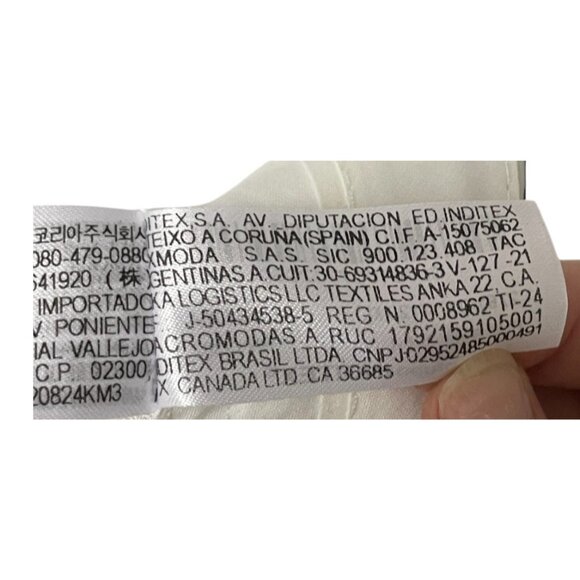 코리아주식회사
080-479-0880
541920 (株
IMPORTADO
V. PONIENTE
IAL VALLEJO
C.P. 02300
20824KM3
DITEX, S.A. AV. DIPUTACION ED. INDITEX
EIXO A CORUÑA (SPAIN) C.I.F. A-15075062
XMODA S.A.S. SIC 900.123.408 TAC
GENTINAS A.CUIT:30-69314836-3 V-127-21
KA LOGISTICS LLC TEXTILES ANKA 22, C.A.
J-50434538-5 REG N. 0008962 TI-24
ACROMODAS A RUC 1792159105001
DITEX BRASIL LTDA. CNPJ:02952485000491
X CANADA LTD. CA 36685